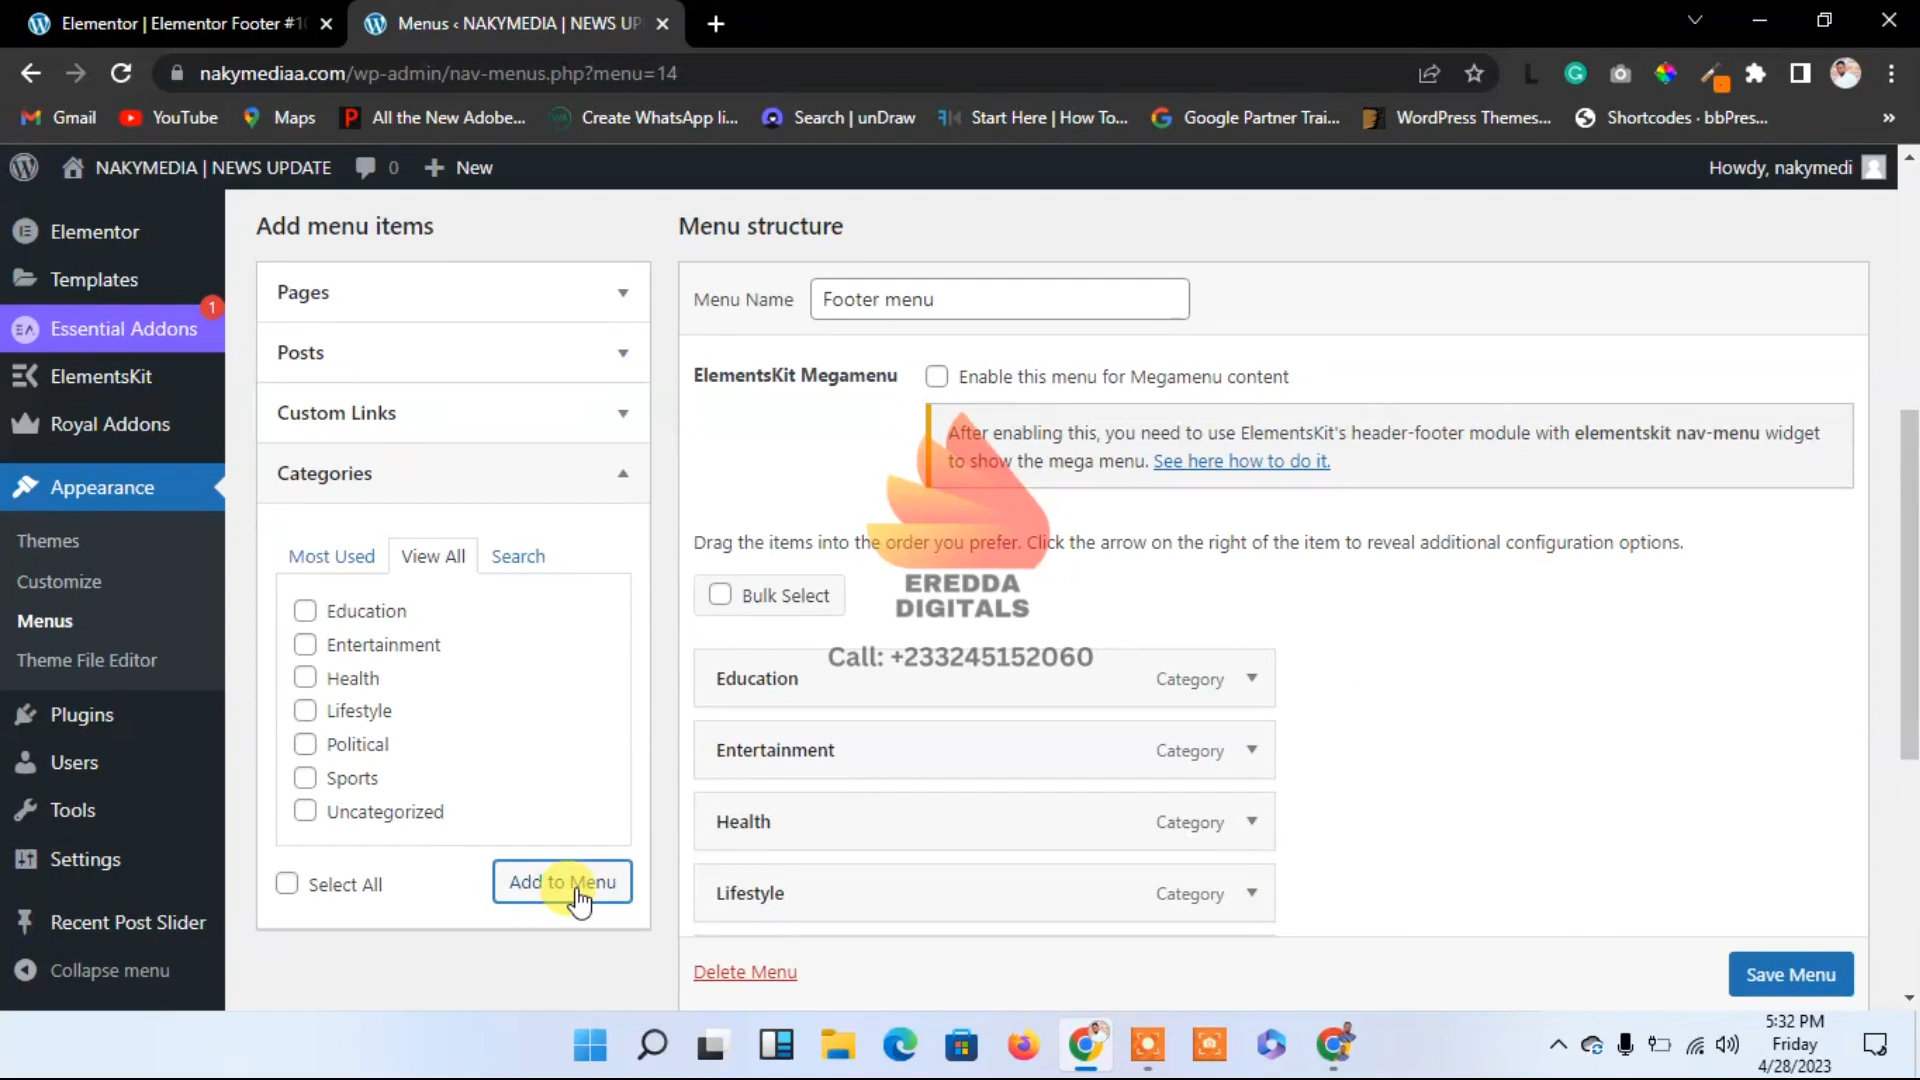 Elementor | Elementor Footer #1
Menus ‹ NAKYMEDIA | NEWS UP
nakymediaa.com/wp-admin/nav-menus.php?menu=14
Gmail
YouTube
Maps
All the New Adobe...
Create WhatsApp li...
Search | unDraw
Start Here | How To...
Google Partner Trai...
WordPress Themes...
Shortcodes · bbPres...
»
NAKYMEDIA | NEWS UPDATE
0
New
Howdy, nakymedi
Elementor
Templates
1
Essential Addons
ElementsKit
Royal Addons
Appearance
Themes
Customize
Menus
Theme File Editor
Plugins
Users
Tools
Settings
Recent Post Slider
Collapse menu
Add menu items
Pages
Posts
Custom Links
Categories
Most Used
View All
Search
Education
Entertainment
Health
Lifestyle
Political
Sports
Uncategorized
Select All
Add to Menu
Menu structure
Menu Name
Footer menu
ElementsKit Megamenu
Enable this menu for Megamenu content
After enabling this, you need to use ElementsKit's header-footer module with elementskit nav-menu widget
to show the mega menu. See here how to do it.
Drag the items into the order you prefer. Click the arrow on the right of the item to reveal additional configuration options.
Bulk Select
EREDDA
DIGITALS
Call: +233245152060
Education
Category
Entertainment
Category
Health
Category
Lifestyle
Category
Delete Menu
Save Menu
5:32 PM
Friday
4/28/2023